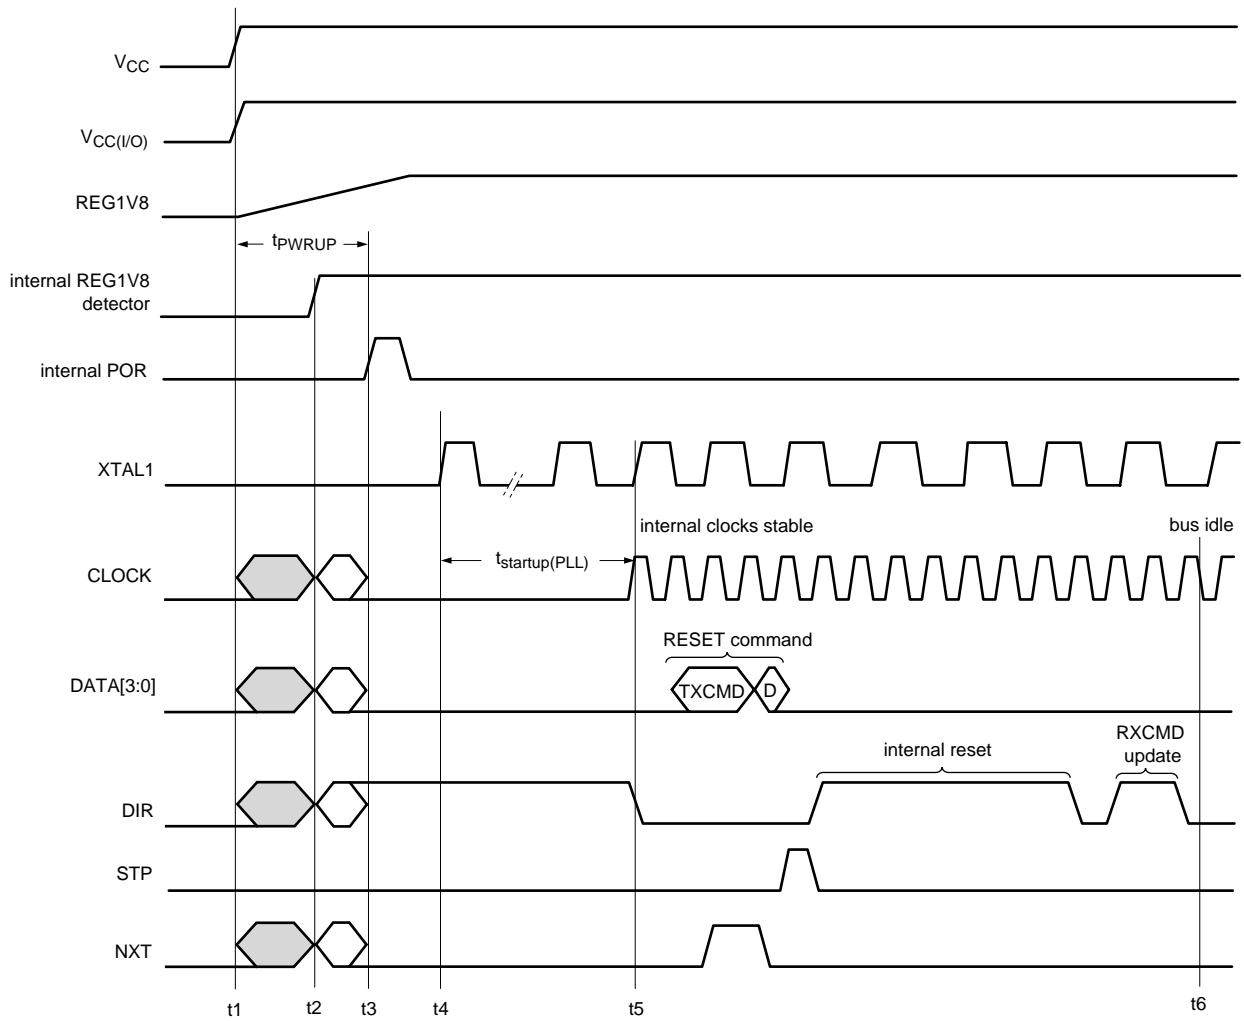 VCC
VCC(I/O)
REG1V8
tPWRUP
internal REG1V8
detector
internal POR
XTAL1
internal clocks stable
bus idle
tstartup(PLL)
CLOCK
RESET command
DATA[3:0]
TXCMD
D
RXCMD
update
internal reset
DIR
STP
NXT
t1
t2
t3
t4
t5
t6